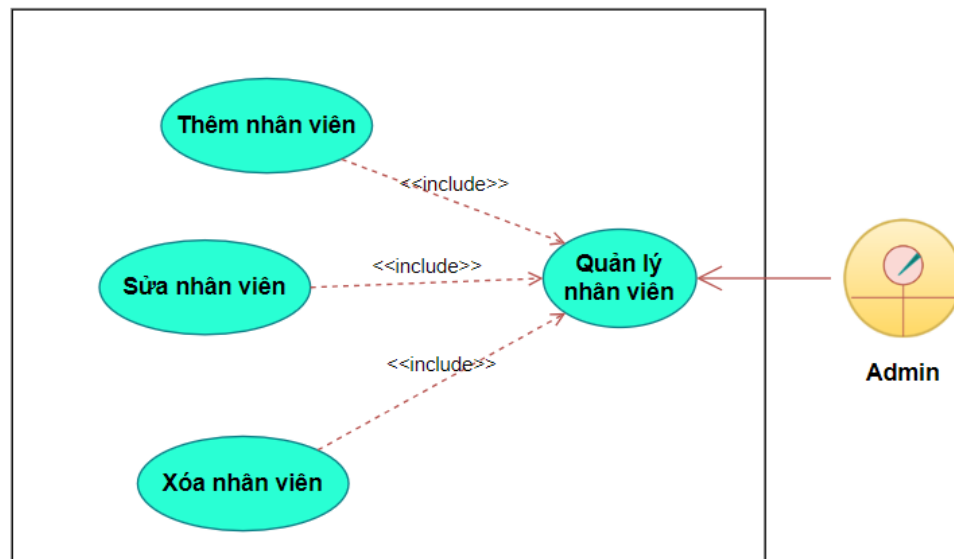 Thêm nhân viên
<<include>>
Sửa nhân viên
<<include>>
Quản lý
nhân viên
<<include>>
Admin
Xóa nhân viên